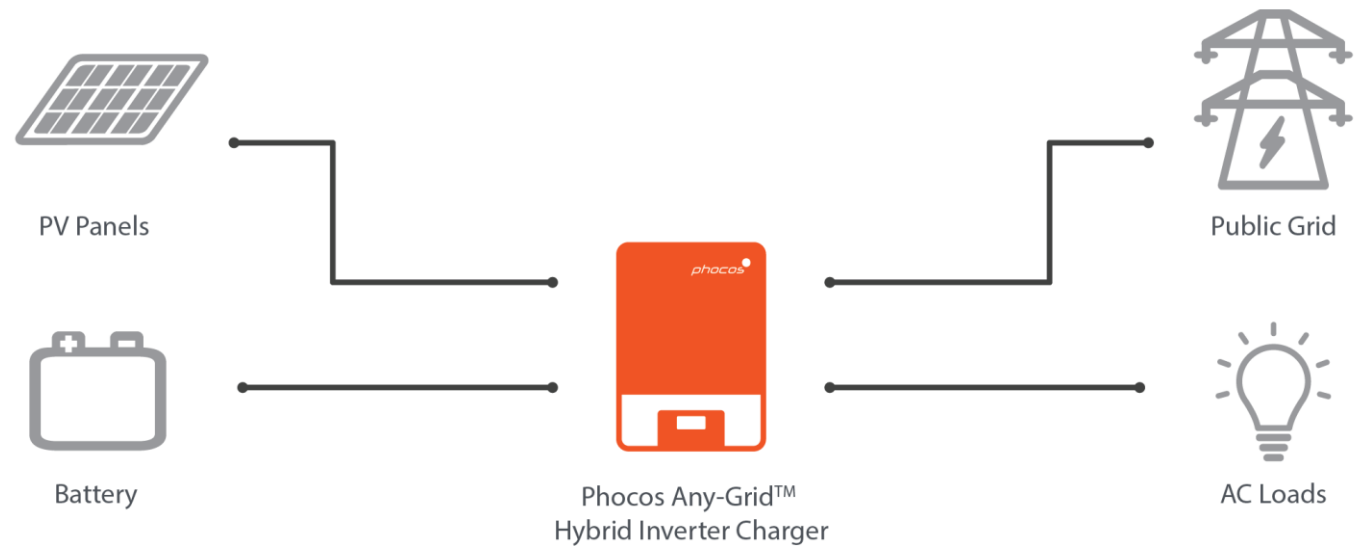 PV Panels
Public Grid
phocos
Battery
Phocos Any-Grid™
Hybrid Inverter Charger
AC Loads